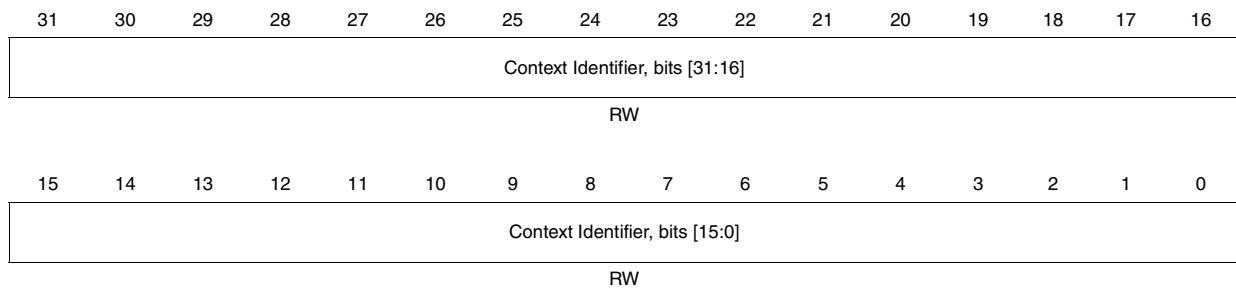 31 30 29 28 27 26 25 24 23 22 21 20 19 18 17 16
Context Identifier, bits [31:16]
RW
15 14 13 12 11 10 9 8 7 6 5 4 3 2 1 0
Context Identifier, bits [15:0]
RW